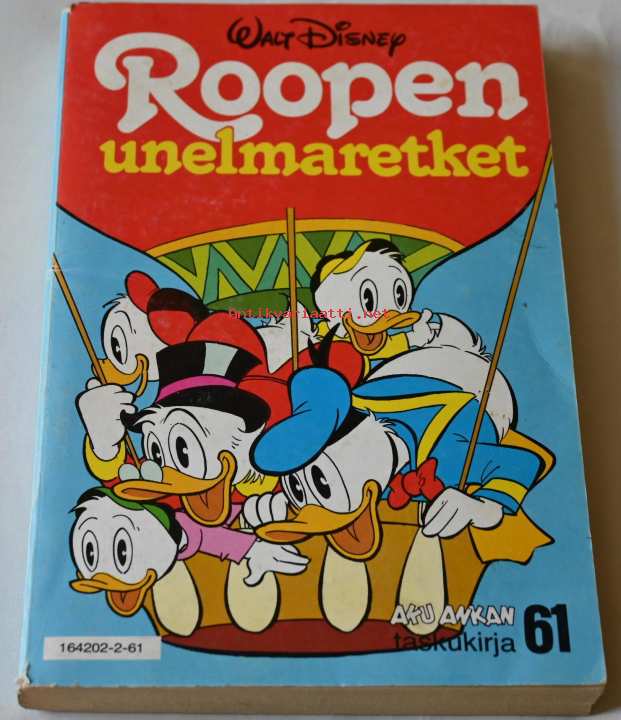 Walt Disney
Roopen
unelmaretket
antikvariaatti.net
AKU ANKAN
taskukirja 61
164202-2-61